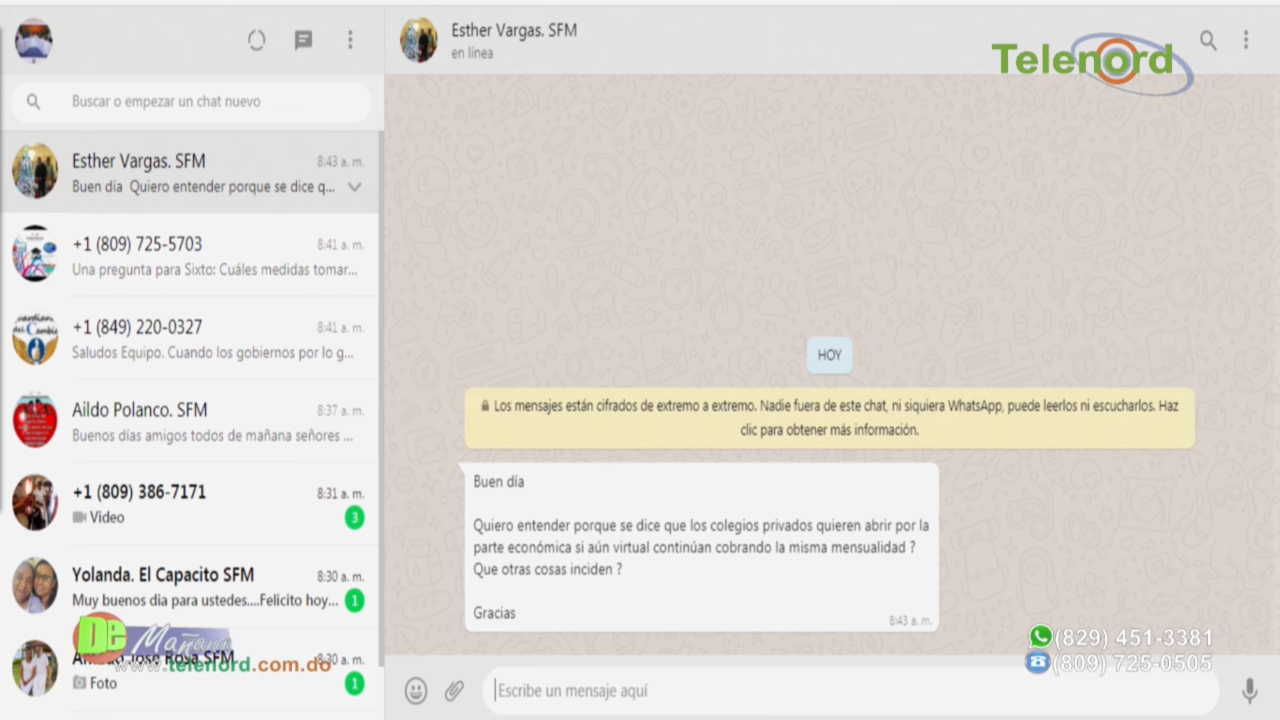 Esther Vargas. SFM
en línea
Telenord
Buscar o empezar un chat nuevo
Esther Vargas. SFM
8:43 a. m.
Buen día Quiero entender porque se dice q...
+1 (809) 725-5703
8:41 a. m.
Una pregunta para Sixto: Cuáles medidas tomar...
+1 (849) 220-0327
8:41 a. m.
Saludos Equipo. Cuando los gobiernos por lo g...
Aildo Polanco. SFM
8:37 a. m.
Buenos días amigos todos de mañana señores ...
+1 (809) 386-7171
8:31 a. m.
Video
3
Yolanda. El Capacito SFM
8:30 a. m.
Muy buenos dia para ustedes....Felicito hoy...
1
De Mañana
José Rosa SFM
8:30 a. m.
www.telenord.com.do
Foto
1
HOY
Los mensajes están cifrados de extremo a extremo. Nadie fuera de este chat, ni siquiera WhatsApp, puede leerlos ni escucharlos. Haz
clic para obtener más información.
Buen día
Quiero entender porque se dice que los colegios privados quieren abrir por la
parte económica si aún virtual continúan cobrando la misma mensualidad ?
Que otras cosas inciden ?
Gracias
8:43 a. m.
(829) 451-3381
(809) 725-0505
Escribe un mensaje aquí